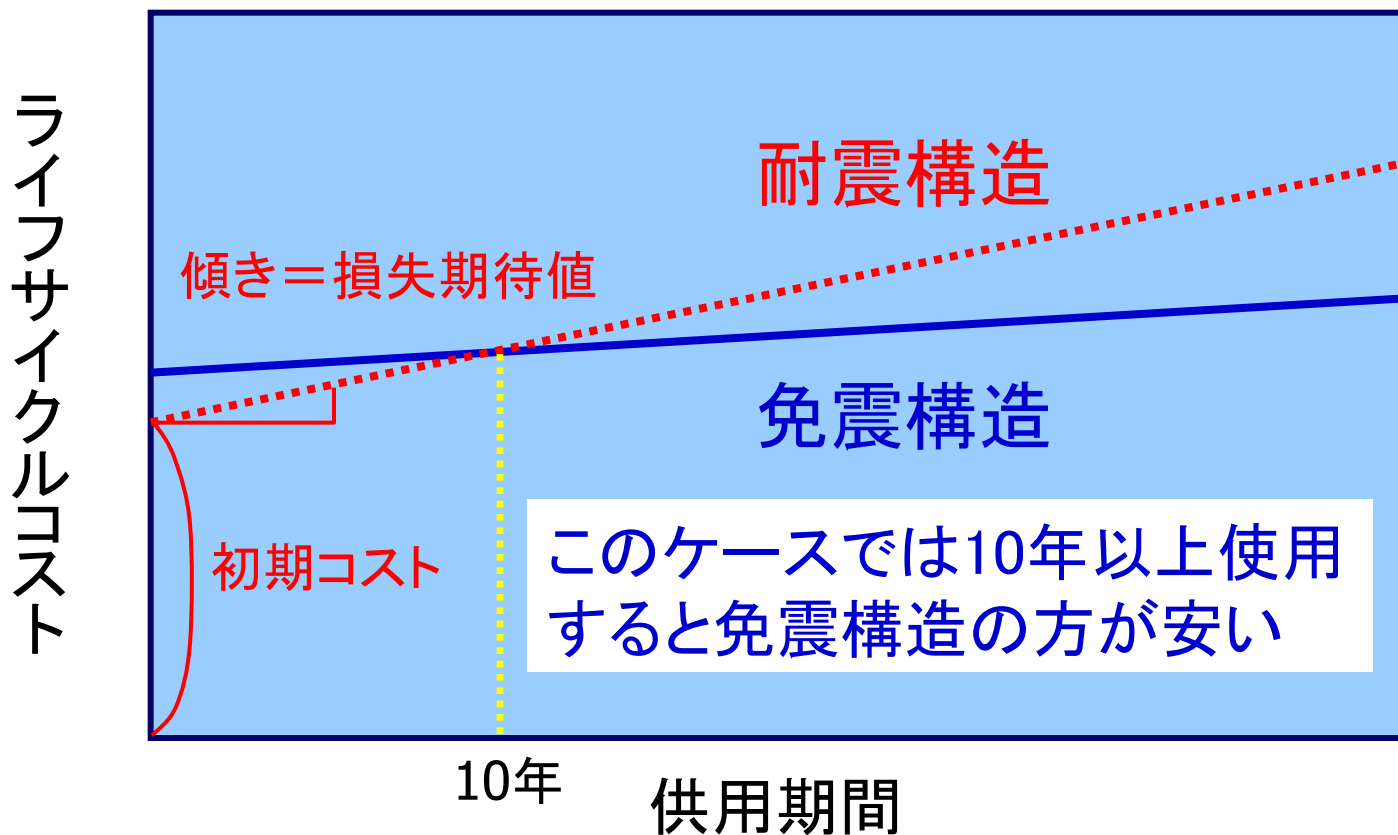 ライフサイクルコスト
耐震構造
傾き＝損失期待値
免震構造
初期コスト
このケースでは10年以上使用
すると免震構造の方が安い
10年
供用期間